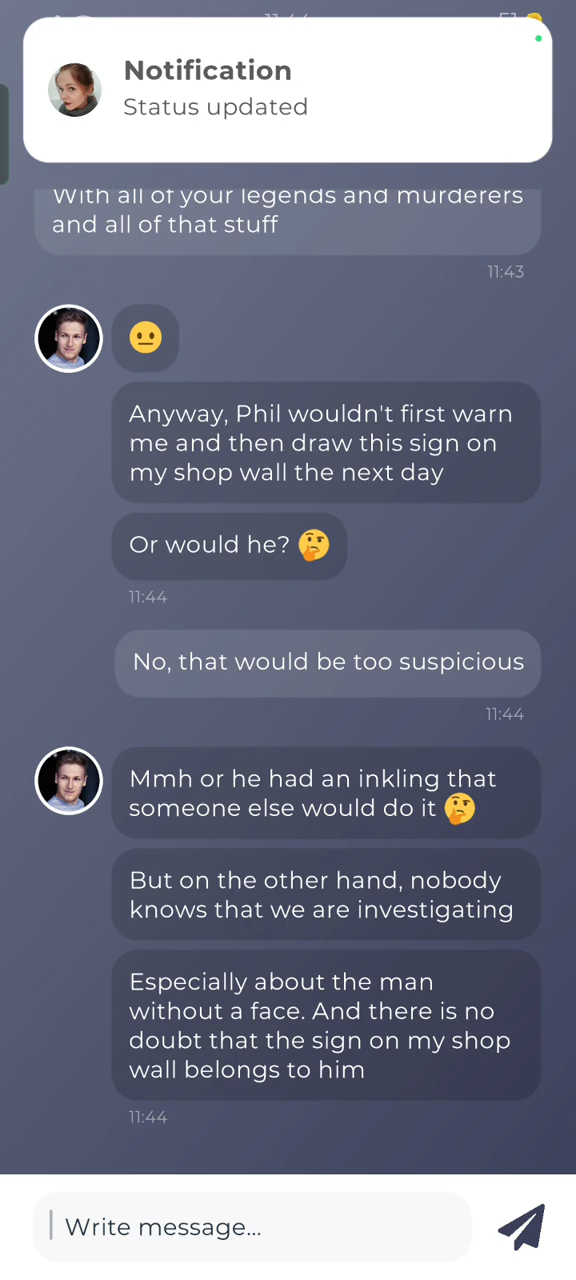 Notification
Status updated
With all of your legends and murderers
and all of that stuff
11:43
😐
Anyway, Phil wouldn't first warn
me and then draw this sign on
my shop wall the next day
Or would he? 🤔
11:44
No, that would be too suspicious
11:44
Mmh or he had an inkling that
someone else would do it 🤔
But on the other hand, nobody
knows that we are investigating
Especially about the man
without a face. And there is no
doubt that the sign on my shop
wall belongs to him
11:44
Write message...